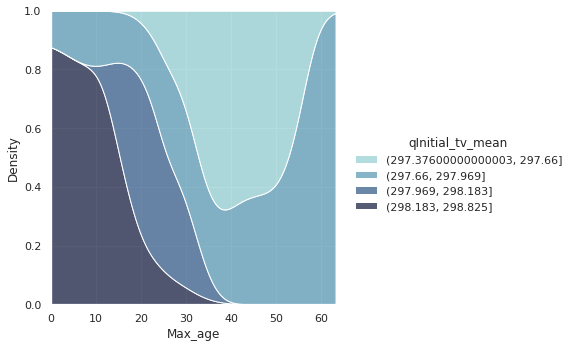 1.0
0.8
0.6
0.4
0.2
0.0
Density
0 10 20 30 40 50 60
Max_age
qInitial_tv_mean
(297.37600000000003, 297.66]
(297.66, 297.969]
(297.969, 298.183]
(298.183, 298.825]